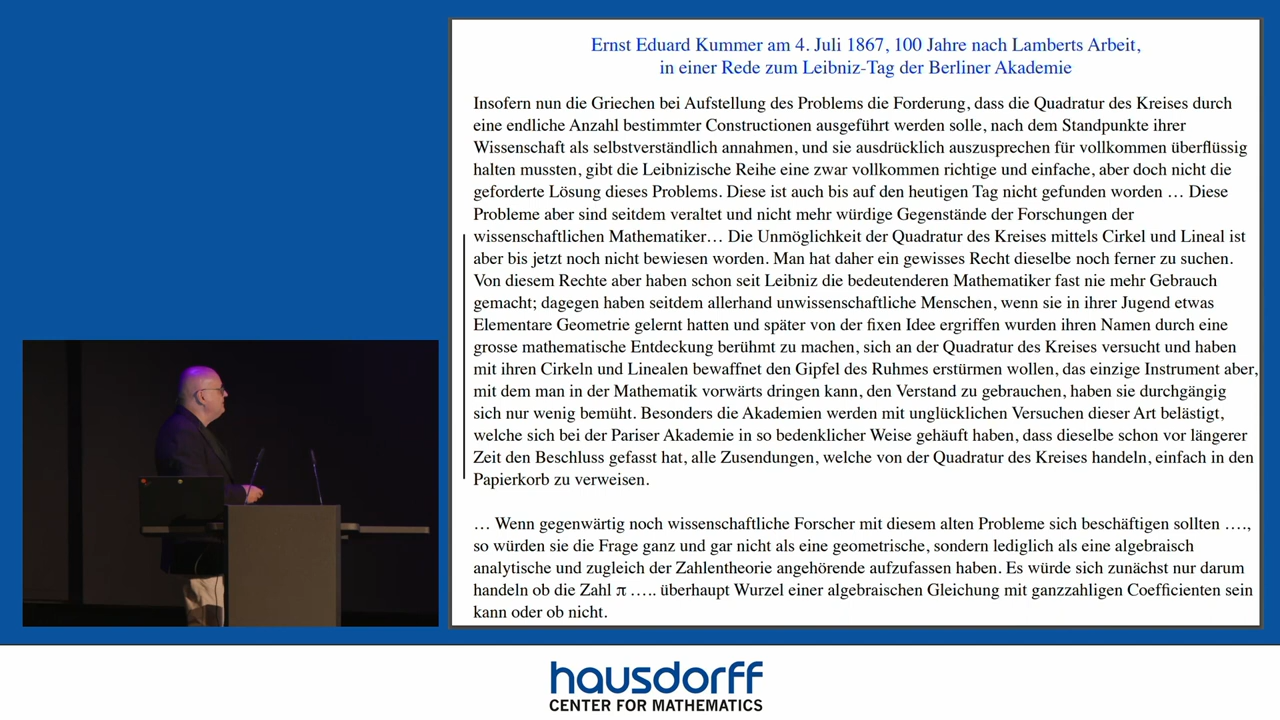 Ernst Eduard Kummer am 4. Juli 1867, 100 Jahre nach Lamberts Arbeit,
in einer Rede zum Leibniz-Tag der Berliner Akademie
Insofern nun die Griechen bei Aufstellung des Problems die Forderung, dass die Quadratur des Kreises durch
eine endliche Anzahl bestimmter Constructionen ausgeführt werden solle, nach dem Standpunkte ihrer
Wissenschaft als selbstverständlich annahmen, und sie ausdrücklich auszusprechen für vollkommen überflüssig
halten mussten, gibt die Leibnizische Reihe eine zwar vollkommen richtige und einfache, aber doch nicht die
geforderte Lösung dieses Problems. Diese ist auch bis auf den heutigen Tag nicht gefunden worden … Diese
Probleme aber sind seitdem veraltet und nicht mehr würdige Gegenstände der Forschungen der
wissenschaftlichen Mathematiker… Die Unmöglichkeit der Quadratur des Kreises mittels Cirkel und Lineal ist
aber bis jetzt noch nicht bewiesen worden. Man hat daher ein gewisses Recht dieselbe noch ferner zu suchen.
Von diesem Rechte aber haben schon seit Leibniz die bedeutenderen Mathematiker fast nie mehr Gebrauch
gemacht; dagegen haben seitdem allerhand unwissenschaftliche Menschen, wenn sie in ihrer Jugend etwas
Elementare Geometrie gelernt hatten und später von der fixen Idee ergriffen wurden ihren Namen durch eine
grosse mathematische Entdeckung berühmt zu machen, sich an der Quadratur des Kreises versucht und haben
mit ihren Cirkeln und Linealen bewaffnet den Gipfel des Ruhmes erstürmen wollen, das einzige Instrument aber,
mit dem man in der Mathematik vorwärts dringen kann, den Verstand zu gebrauchen, haben sie durchgängig
sich nur wenig bemüht. Besonders die Akademien werden mit unglücklichen Versuchen dieser Art belästigt,
welche sich bei der Pariser Akademie in so bedenklicher Weise gehäuft haben, dass dieselbe schon vor längerer
Zeit den Beschluss gefasst hat, alle Zusendungen, welche von der Quadratur des Kreises handeln, einfach in den
Papierkorb zu verweisen.
… Wenn gegenwärtig noch wissenschaftliche Forscher mit diesem alten Probleme sich beschäftigen sollten ….,
so würden sie die Frage ganz und gar nicht als eine geometrische, sondern lediglich als eine algebraisch
analytische und zugleich der Zahlentheorie angehörende aufzufassen haben. Es würde sich zunächst nur darum
handeln ob die Zahl π ….. überhaupt Wurzel einer algebraischen Gleichung mit ganzzahligen Coefficienten sein
kann oder ob nicht.
hausdorff
CENTER FOR MATHEMATICS